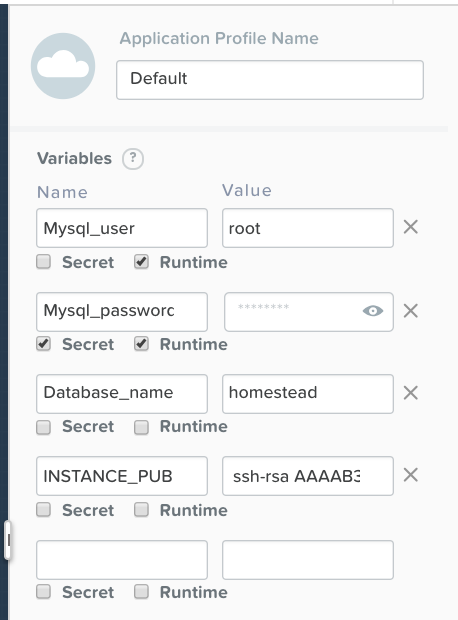 Application Profile Name
Default
Variables ?
Name Value
Mysql_user root
Secret Runtime
Mysql_passworc ********
Secret Runtime
Database_name homestead
Secret Runtime
INSTANCE_PUB ssh-rsa AAAAB3
Secret Runtime
Secret Runtime